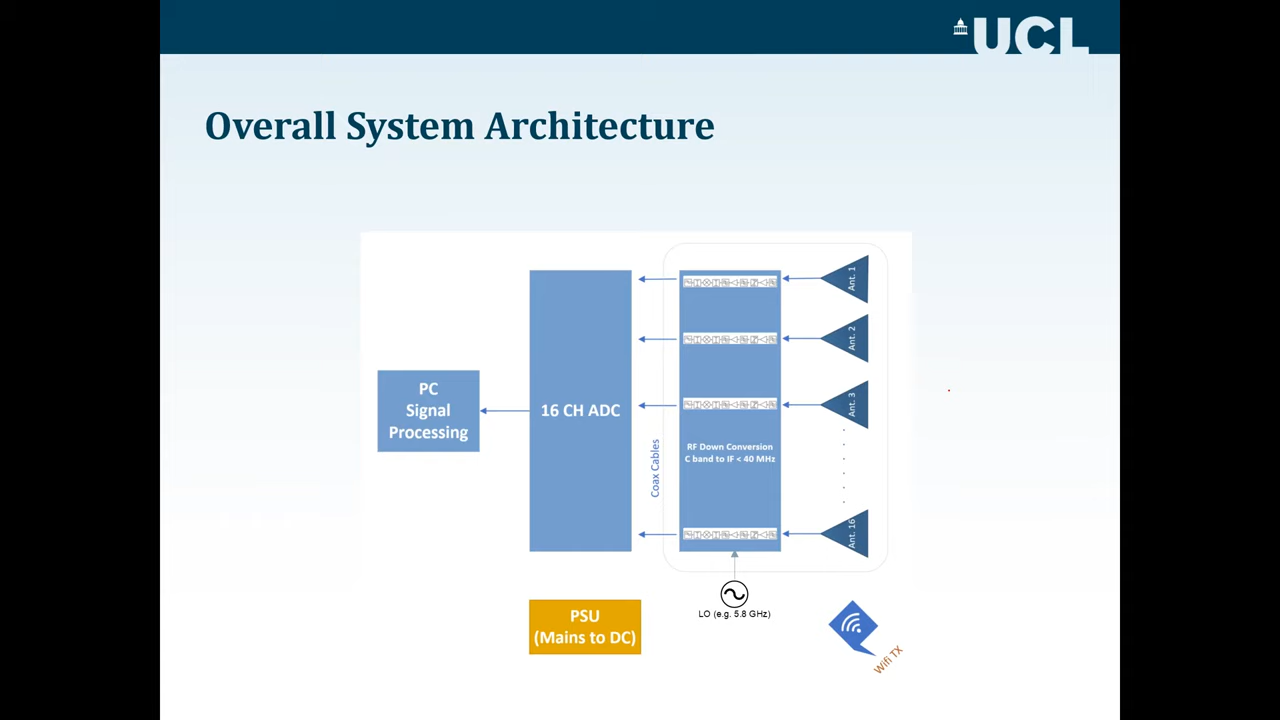 UCL
Overall System Architecture
Ant. 1
Ant. 2
Ant. 3
Ant. 16
PC
Signal
Processing
16 CH ADC
Coax Cables
RF Down Conversion
C band to IF < 40 MHz
LO (e.g. 5.8 GHz)
PSU
(Mains to DC)
Wifi TX